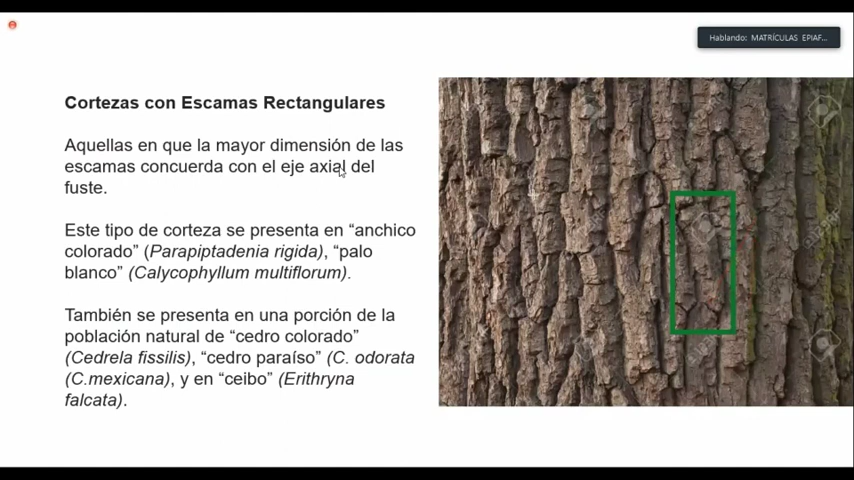 Hablando: MATRÍCULAS EPIAF...
Cortezas con Escamas Rectangulares
Aquellas en que la mayor dimensión de las
escamas concuerda con el eje axial del
fuste.
Este tipo de corteza se presenta en “anchico
colorado” (Parapiptadenia rigida), “palo
blanco” (Calycophyllum multiflorum).
También se presenta en una porción de la
población natural de “cedro colorado”
(Cedrela fissilis), “cedro paraíso” (C. odorata
(C.mexicana), y en “ceibo” (Erithryna
falcata).